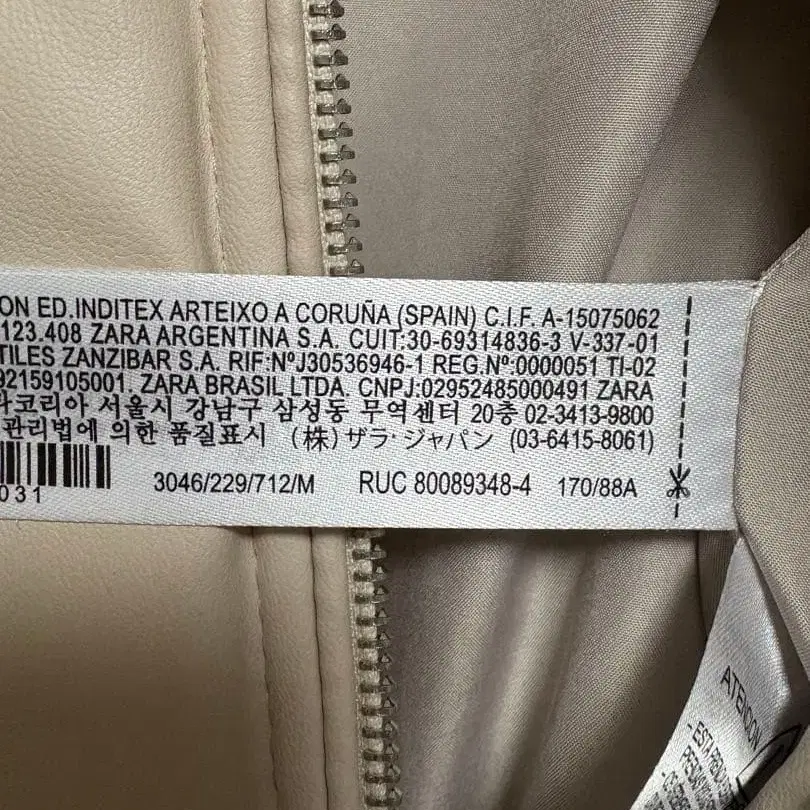 ON ED.INDITEX ARTEIXO A CORUÑA (SPAIN) C.I.F. A-15075062
123.408 ZARA ARGENTINA S.A. CUIT:30-69314836-3 V-337-01
TILES ZANZIBAR S.A. RIF:NºJ30536946-1 REG.Nº:0000051 TI-02
92159105001. ZARA BRASIL LTDA. CNPJ.02952485000491 ZARA
라코리아 서울시 강남구 삼성동 무역센터 20층 02-3413-9800
관리법에 의한 품질표시 (株)ザラ・ジャパン (03-6415-8061)
031 3046/229/712/M RUC 80089348-4 170/88A
ATENCION
- ESTA